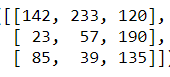 [[142, 233, 120],
[ 23, 57, 190],
[ 85, 39, 135]]